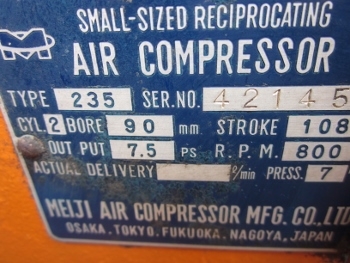 SMALL-SIZED RECIPROCATING
AIR COMPRESSOR
TYPE 235 SER.NO. 42145
CYL. 2 BORE 90 mm STROKE 108
OUT PUT 7.5 PS R.P.M. 800
ACTUAL DELIVERY ℓ/min PRESS. 7
MEIJI AIR COMPRESSOR MFG. CO., LTD
OSAKA. TOKYO. FUKUOKA. NAGOYA, JAPAN